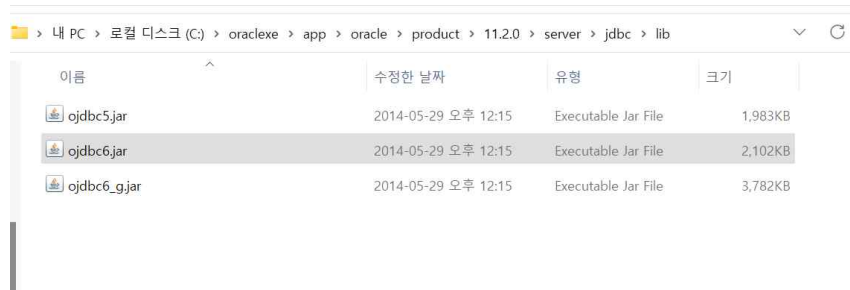 내 PC > 로컬 디스크 (C:) > oraclexe > app > oracle > product > 11.2.0 > server > jdbc > lib
이름 수정한 날짜 유형 크기
ojdbc5.jar 2014-05-29 오후 12:15 Executable Jar File 1,983KB
ojdbc6.jar 2014-05-29 오후 12:15 Executable Jar File 2,102KB
ojdbc6_g.jar 2014-05-29 오후 12:15 Executable Jar File 3,782KB